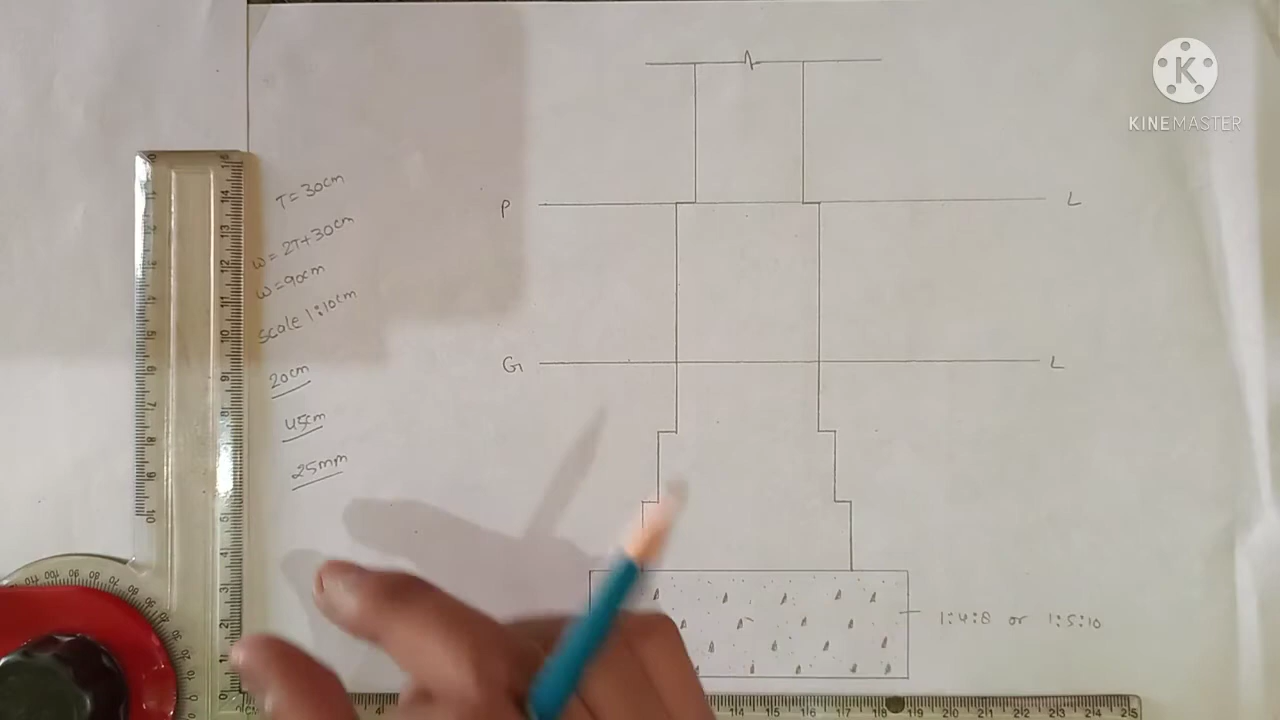 K
KINEMASTER
T = 30cm
W = 2T+30cm
W = 90cm
Scale 1:10cm
20cm
45cm
25mm
P L
G L
1:4:8 or 1:5:10